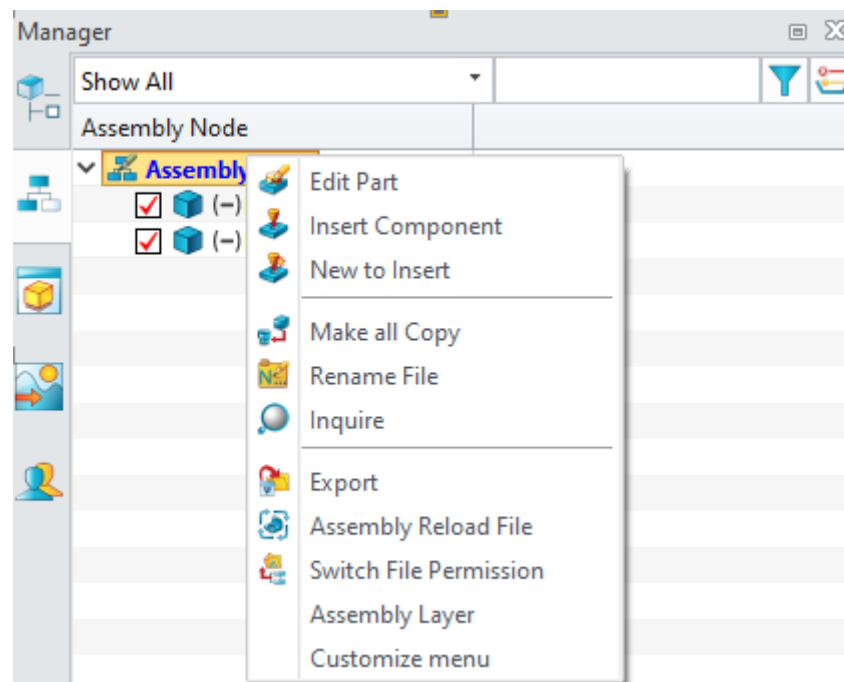 Manager
Show All
Assembly Node
Assembly
(-)
(-)
Edit Part
Insert Component
New to Insert
Make all Copy
Rename File
Inquire
Export
Assembly Reload File
Switch File Permission
Assembly Layer
Customize menu